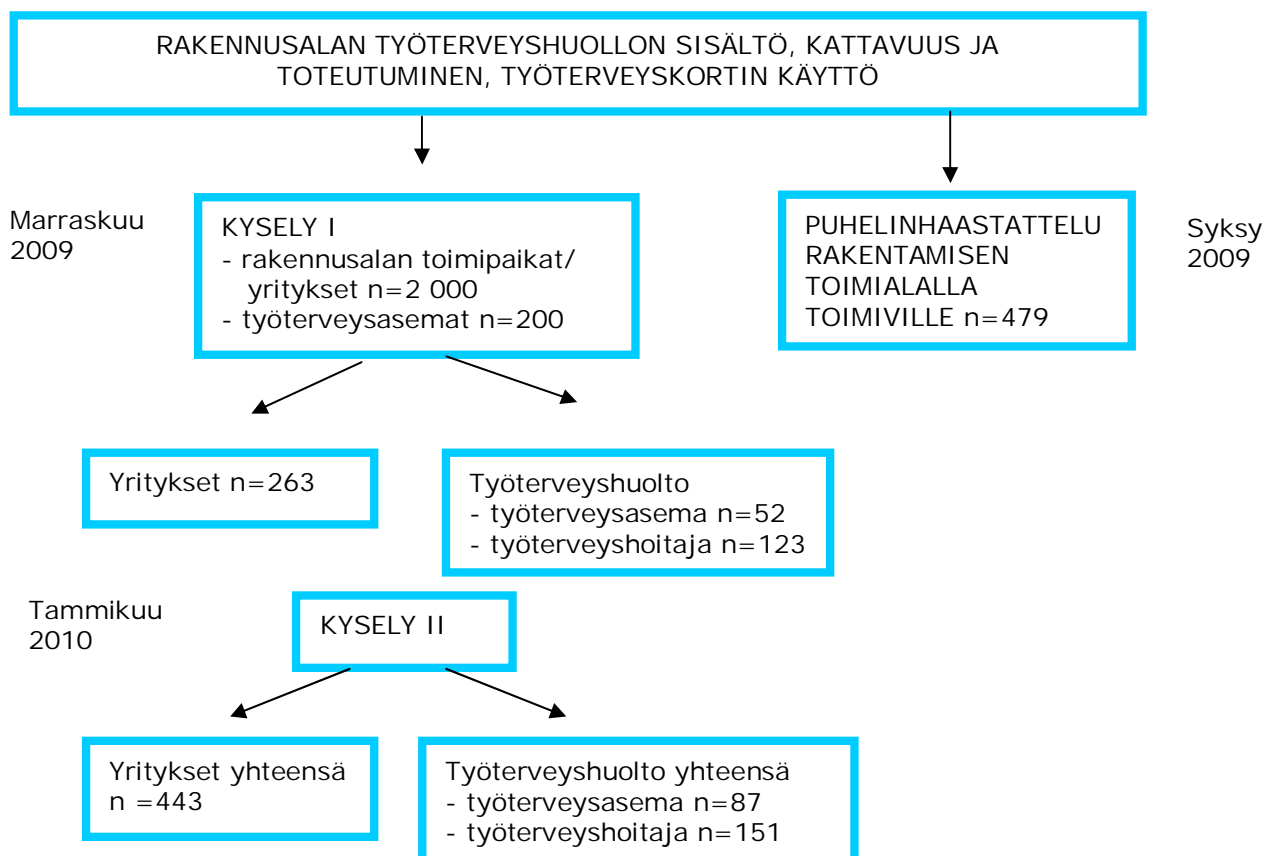 RAKENNUSALAN TYÖTERVEYSHUOLLON SISÄLTÖ, KATTAVUUS JA
TOTEUTUMINEN, TYÖTERVEYSKORTIN KÄYTTÖ
Marraskuu
2009
KYSELY I
- rakennusalan toimipaikat/
yritykset n=2 000
- työterveysasemat n=200
PUHELINHAASTATTELU
RAKENTAMISEN
TOIMIALALLA
TOIMIVILLE n=479
Syksy
2009
Yritykset n=263
Työterveyshuolto
- työterveysasema n=52
- työterveyshoitaja n=123
Tammikuu
2010
KYSELY II
Yritykset yhteensä
n =443
Työterveyshuolto yhteensä
- työterveysasema n=87
- työterveyshoitaja n=151